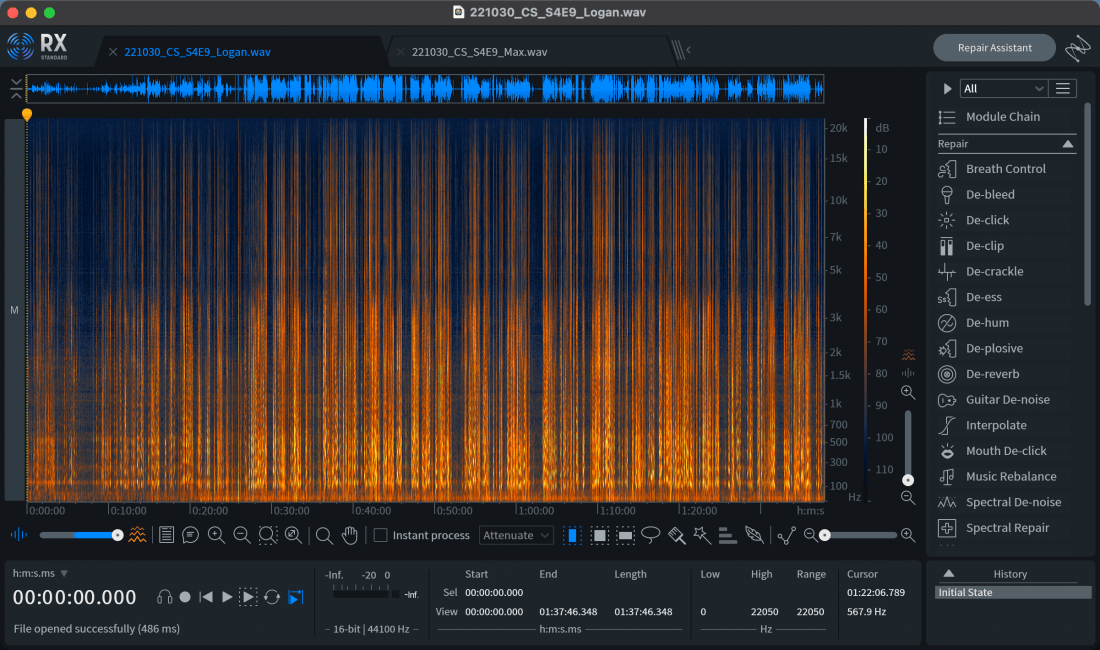 221030_CS_S4E9_Logan.wav
RX
STANDARD
221030_CS_S4E9_Logan.wav
221030_CS_S4E9_Max.wav
Repair Assistant
All
Module Chain
Repair
Breath Control
De-bleed
De-click
De-clip
De-crackle
De-ess
De-hum
De-plosive
De-reverb
Guitar De-noise
Interpolate
Mouth De-click
Music Rebalance
Spectral De-noise
Spectral Repair
M
20k
15k
10k
7k
5k
3k
2k
1.5k
1k
700
500
300
100
Hz
dB
10
20
30
40
50
60
70
80
90
100
110
0:00:00
0:10:00
0:20:00
0:30:00
0:40:00
0:50:00
1:00:00
1:10:00
1:20:00
h:m:s
Instant process
Attenuate
h:m:s.ms
00:00:00.000
File opened successfully (486 ms)
-Inf. -20 0
-Inf.
16-bit | 44100 Hz
Start End Length
Sel 00:00:00.000
View 00:00:00.000 01:37:46.348 01:37:46.348
h:m:s.ms
Low High Range
0 22050 22050
Hz
Cursor
01:22:06.789
567.9 Hz
History
Initial State